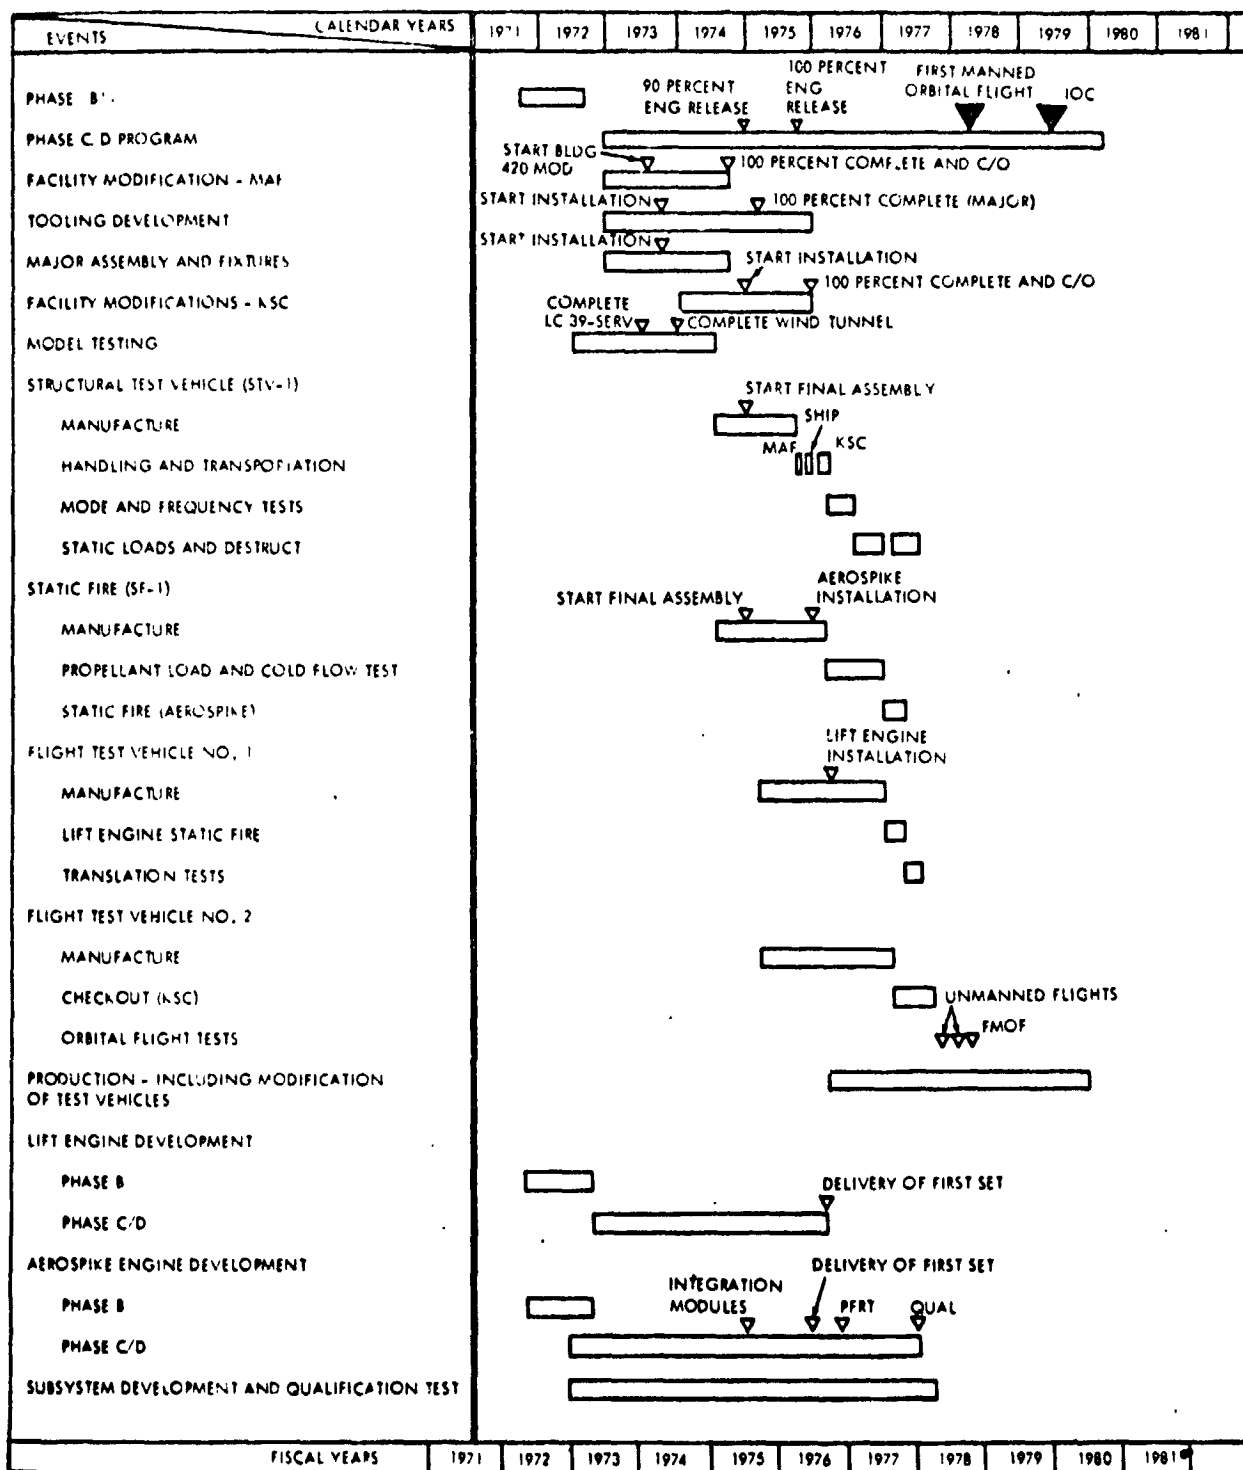 CALENDAR YEARS
EVENTS
1971 1972 1973 1974 1975 1976 1977 1978 1979 1980 1981
PHASE B'
90 PERCENT
ENG RELEASE
100 PERCENT
ENG
RELEASE
FIRST MANNED
ORBITAL FLIGHT
IOC
PHASE C D PROGRAM
START BLDG
420 MOD
100 PERCENT COMPLETE AND C/O
FACILITY MODIFICATION - MAF
START INSTALLATION
100 PERCENT COMPLETE (MAJOR)
TOOLING DEVELOPMENT
START INSTALLATION
MAJOR ASSEMBLY AND FIXTURES
START INSTALLATION
100 PERCENT COMPLETE AND C/O
FACILITY MODIFICATIONS - KSC
COMPLETE
LC 39-SERV
COMPLETE WIND TUNNEL
MODEL TESTING
STRUCTURAL TEST VEHICLE (STV-1)
START FINAL ASSEMBLY
MANUFACTURE
SHIP
MAF
KSC
HANDLING AND TRANSPORTATION
MODE AND FREQUENCY TESTS
STATIC LOADS AND DESTRUCT
STATIC FIRE (SF-1)
START FINAL ASSEMBLY
AEROSPIKE
INSTALLATION
MANUFACTURE
PROPELLANT LOAD AND COLD FLOW TEST
STATIC FIRE (AEROSPIKE)
FLIGHT TEST VEHICLE NO. 1
LIFT ENGINE
INSTALLATION
MANUFACTURE
LIFT ENGINE STATIC FIRE
TRANSLATION TESTS
FLIGHT TEST VEHICLE NO. 2
MANUFACTURE
CHECKOUT (KSC)
UNMANNED FLIGHTS
FMOF
ORBITAL FLIGHT TESTS
PRODUCTION - INCLUDING MODIFICATION
OF TEST VEHICLES
LIFT ENGINE DEVELOPMENT
PHASE B
DELIVERY OF FIRST SET
PHASE C/D
AEROSPIKE ENGINE DEVELOPMENT
DELIVERY OF FIRST SET
INTEGRATION
MODULES
PFRT
QUAL
PHASE B
PHASE C/D
SUBSYSTEM DEVELOPMENT AND QUALIFICATION TEST
FISCAL YEARS 1971 1972 1973 1974 1975 1976 1977 1978 1979 1980 1981